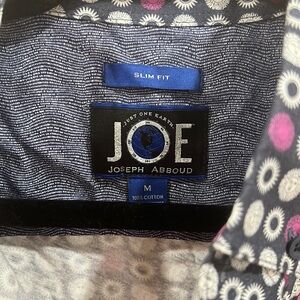 SLIM FIT
JUST ONE EARTH
JOE
JOSEPH ABBOUD
M
100% COTTON